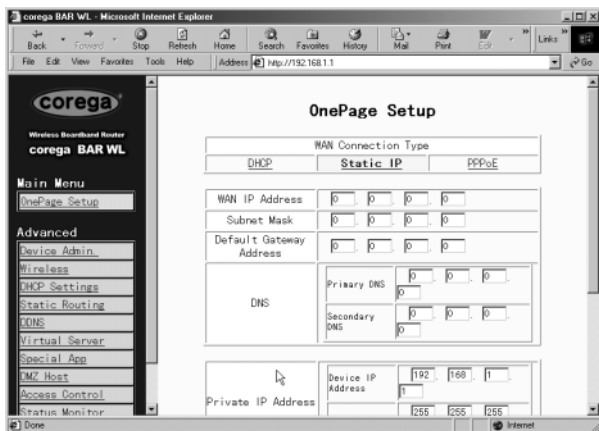 corega BAR WL - Microsoft Internet Explorer
Back Forward Stop Refresh Home Search Favorites History Mail Print Edit » Links »
File Edit View Favorites Tools Help Address http://192.168.1.1 Go
corega
Wireless Boardband Router
corega BAR WL
Main Menu
OnePage Setup
Advanced
Device Admin.
Wireless
DHCP Settings
Static Routing
DDNS
Virtual Server
Special App
DMZ Host
Access Control
Status Monitor
OnePage Setup
WAN Connection Type
DHCP Static IP PPPoE
WAN IP Address 0 . 0 . 0 . 0
Subnet Mask 0 . 0 . 0 . 0
Default Gateway
Address 0 . 0 . 0 . 0
DNS
Primary DNS 0 . 0 . 0 .
0
Secondary
DNS 0 . 0 . 0 .
0
Private IP Address
Device IP
Address 192 . 168 . 1 .
1
255 255 255
Done Internet